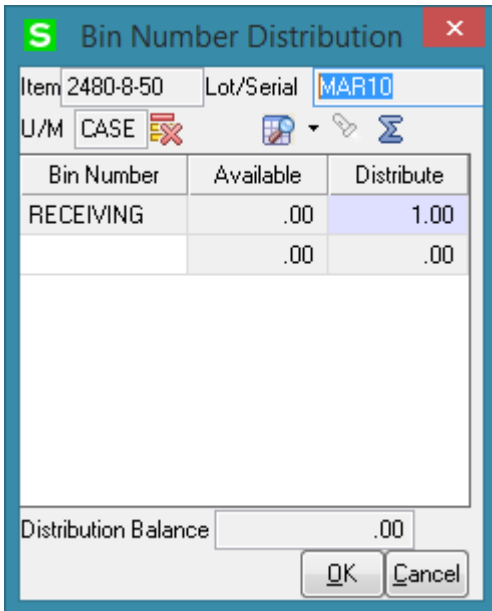 S Bin Number Distribution ×
Item 2480-8-50 Lot/Serial MAR10
U/M CASE Σ
Bin Number Available Distribute
RECEIVING .00 1.00
.00 .00
Distribution Balance .00
OK Cancel